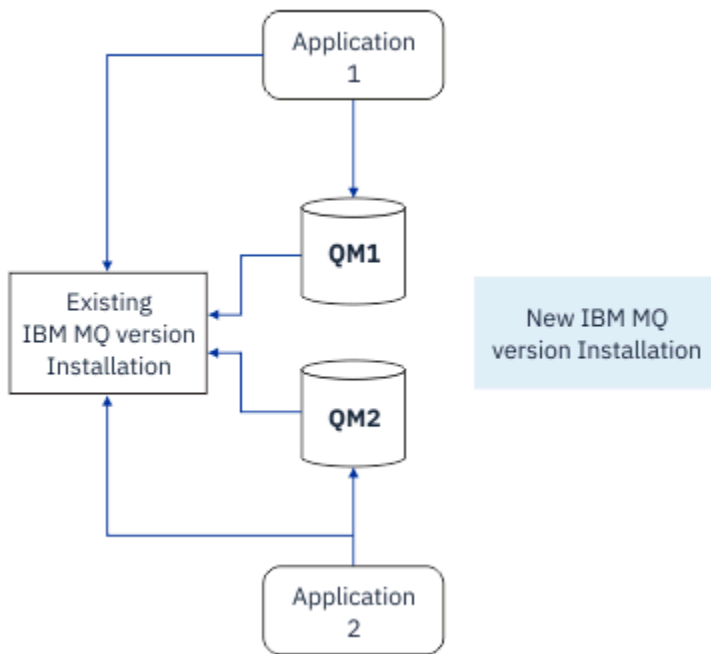 Application
1
QM1
Existing
IBM MQ version
Installation
New IBM MQ
version Installation
QM2
Application
2